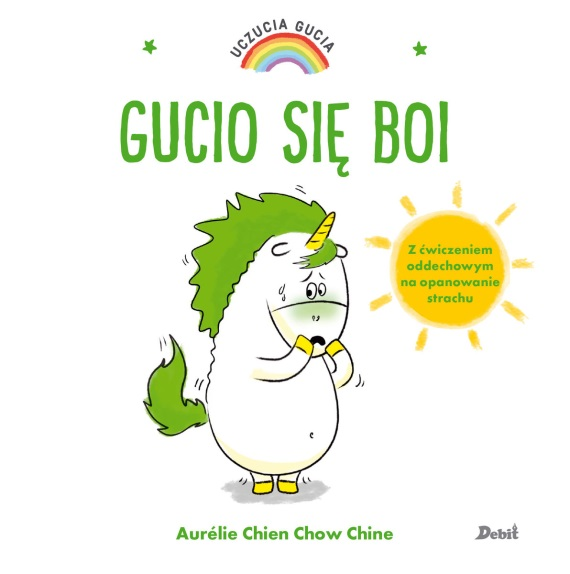 UCZUCIA GUCIA
GUCIO SIĘ BOI
Z ćwiczeniem
oddechowym
na opanowanie
strachu
Aurélie Chien Chow Chine
Debit